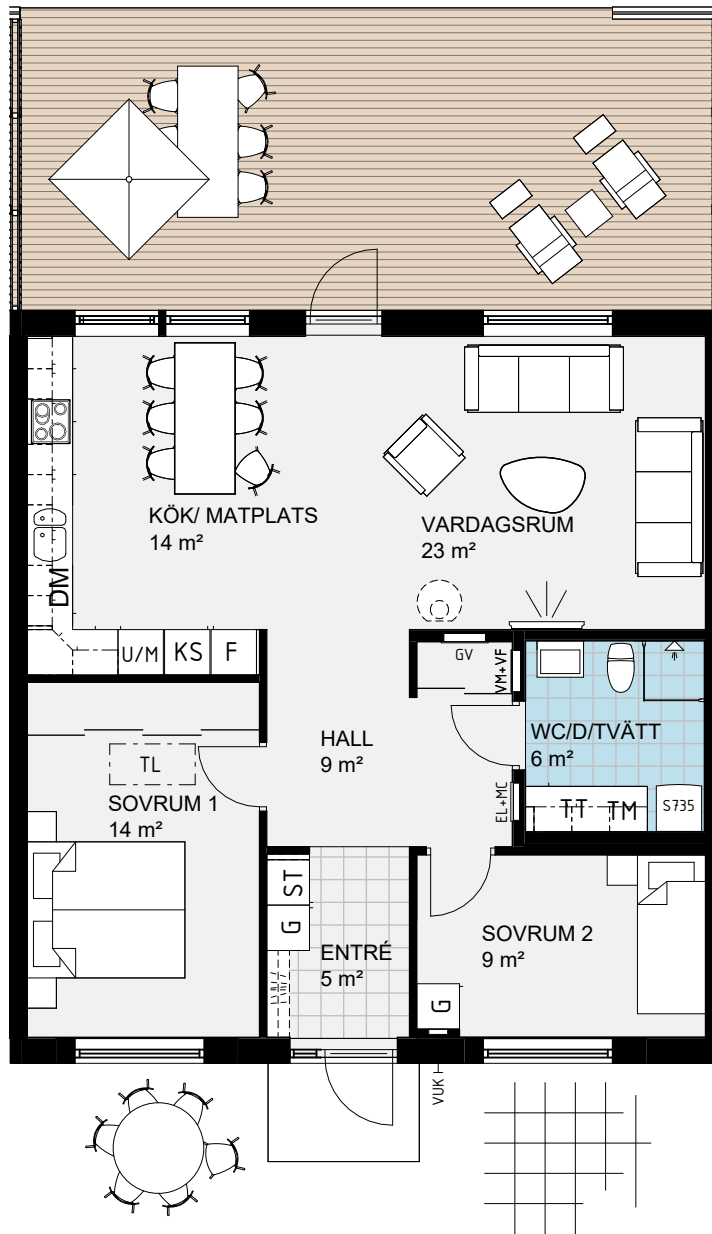 KÖK/ MATPLATS
14 m²
VARDAGSRUM
23 m²
DM
U/M
KS
F
GV
VM+VF
HALL
9 m²
WC/D/TVÄTT
6 m²
TL
SOVRUM 1
14 m²
EL+MC
TT
TM
S735
ST
G
ENTRÉ
5 m²
SOVRUM 2
9 m²
G
VUK